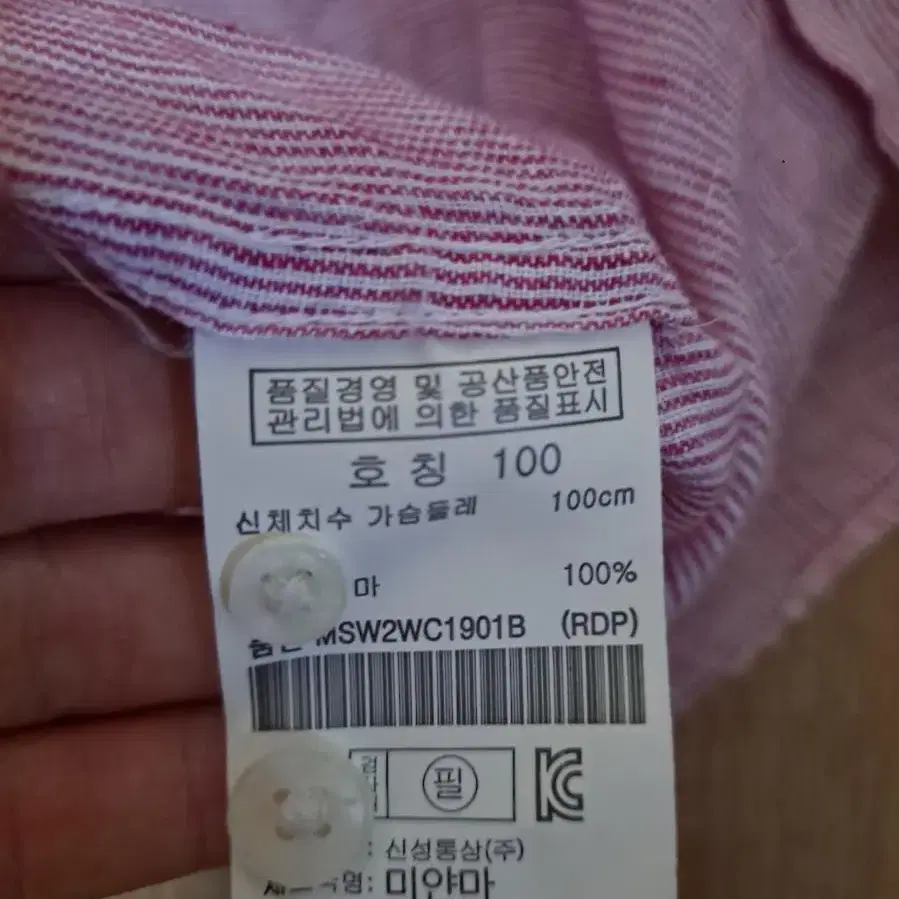 품질경영 및 공산품안전
관리법에 의한 품질표시
호 칭 100
신체치수 가슴둘레 100cm
마 100%
MSW2WC1901B (RDP)
필
: 신성통상(주)
명: 미얀마